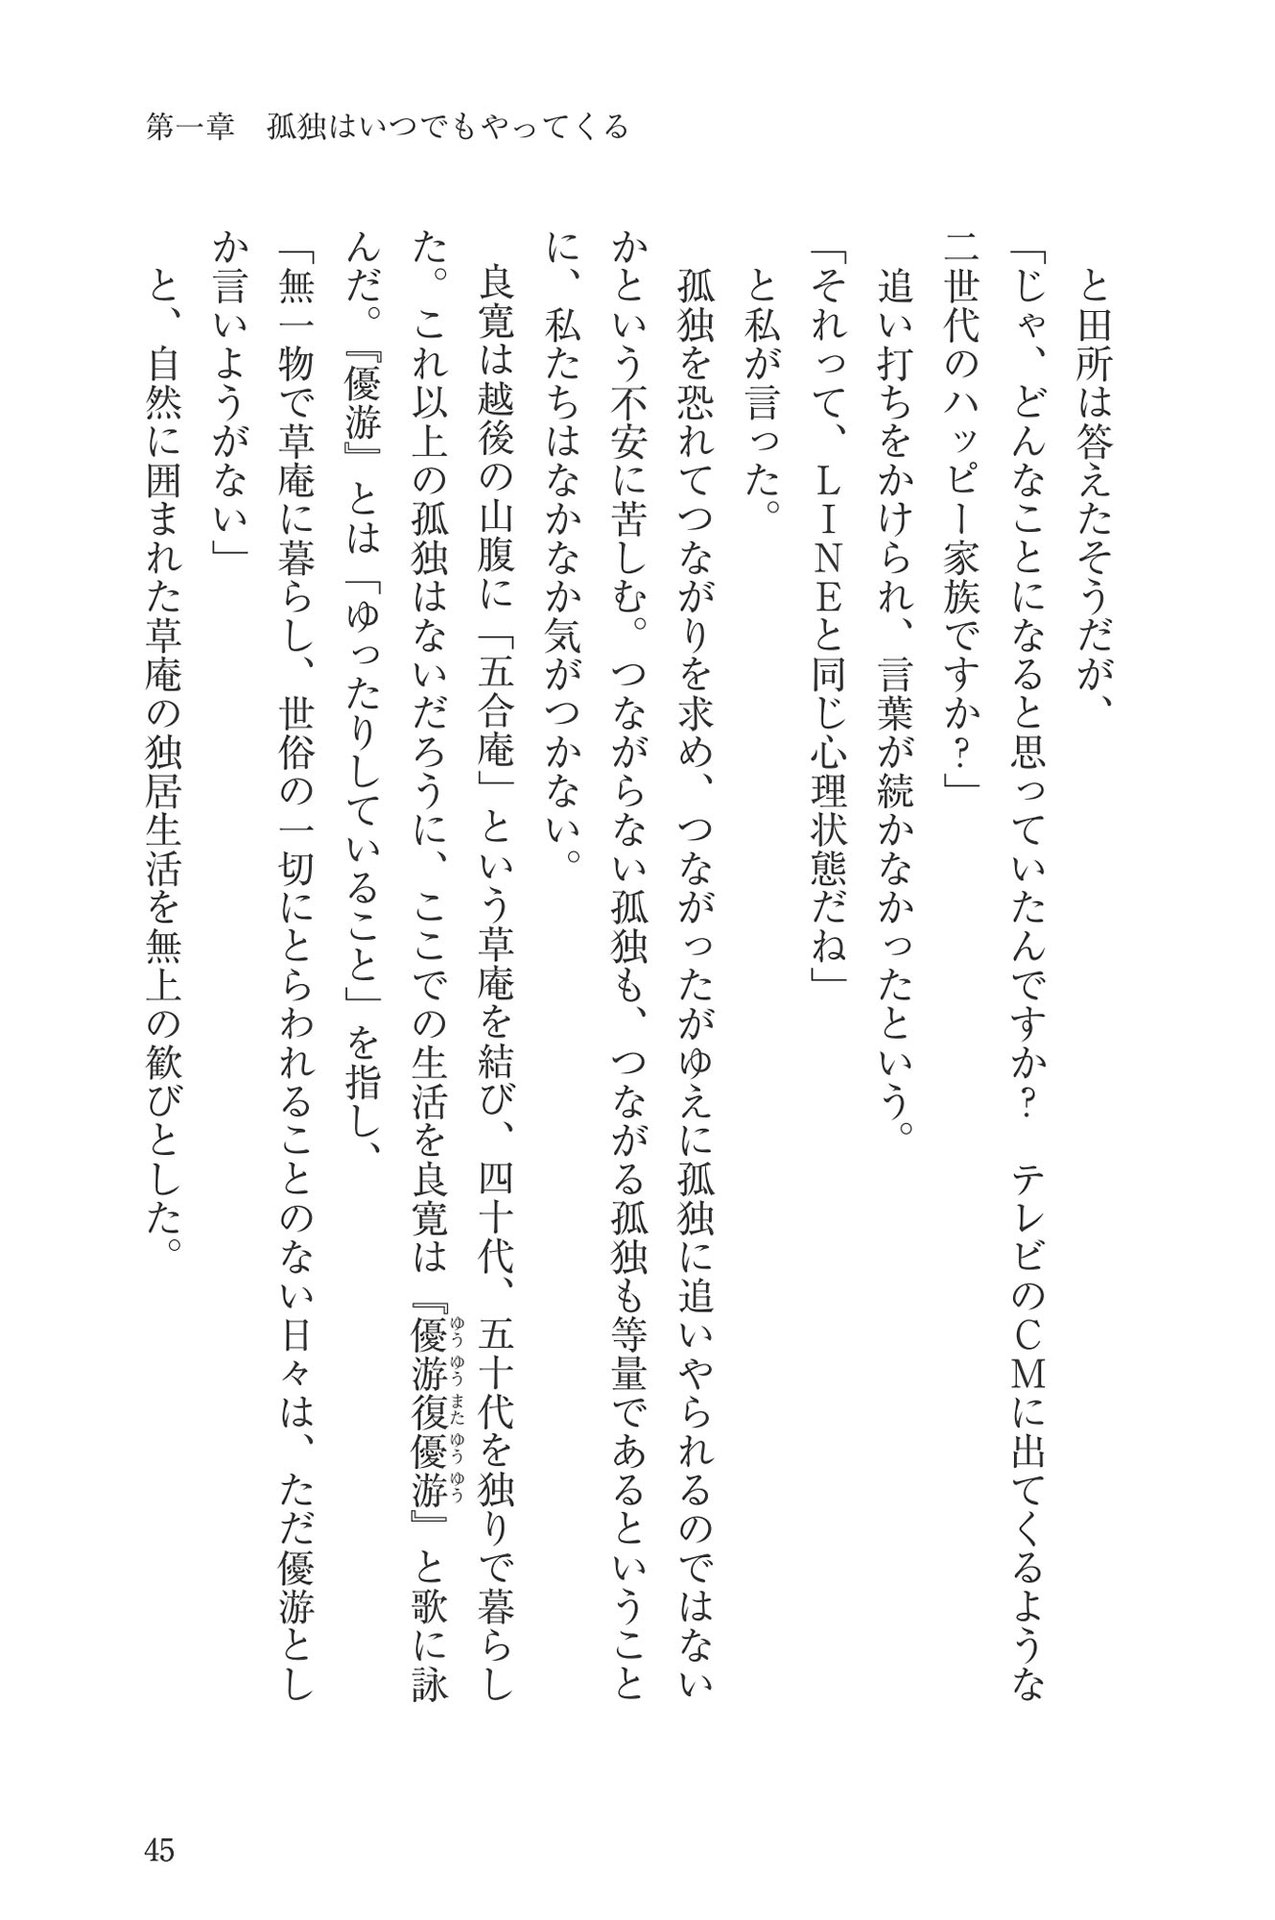 第一章　孤独はいつでもやってくる
と田所は答えたそうだが、
「じゃ、どんなことになると思っていたんですか？　テレビのＣＭに出てくるような
二世代のハッピー家族ですか？」
追い打ちをかけられ、言葉が続かなかったという。
「それって、ＬＩＮＥと同じ心理状態だね」
と私が言った。
孤独を恐れてつながりを求め、つながったがゆえに孤独に追いやられるのではない
かという不安に苦しむ。つながらない孤独も、つながる孤独も等量であるということ
に、私たちはなかなか気がつかない。
良寛は越後の山腹に「五合庵」という草庵を結び、四十代、五十代を独りで暮らし
た。これ以上の孤独はないだろうに、ここでの生活を良寛は『優游復優游』と歌に詠
ゆうゆうまたゆうゆう
んだ。『優游』とは「ゆったりしていること」を指し、
「無一物で草庵に暮らし、世俗の一切にとらわれることのない日々は、ただ優游とし
か言いようがない」
と、自然に囲まれた草庵の独居生活を無上の歓びとした。
45